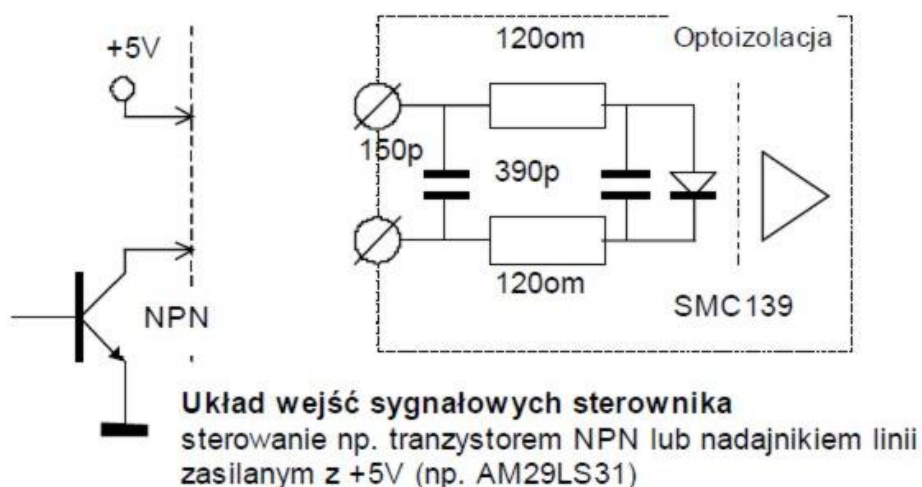 +5V
120om
Optoizolacja
150p
390p
120om
NPN
SMC139
Układ wejść sygnałowych sterownika
sterowanie np. tranzystorem NPN lub nadajnikiem linii
zasilanym z +5V (np. AM29LS31)